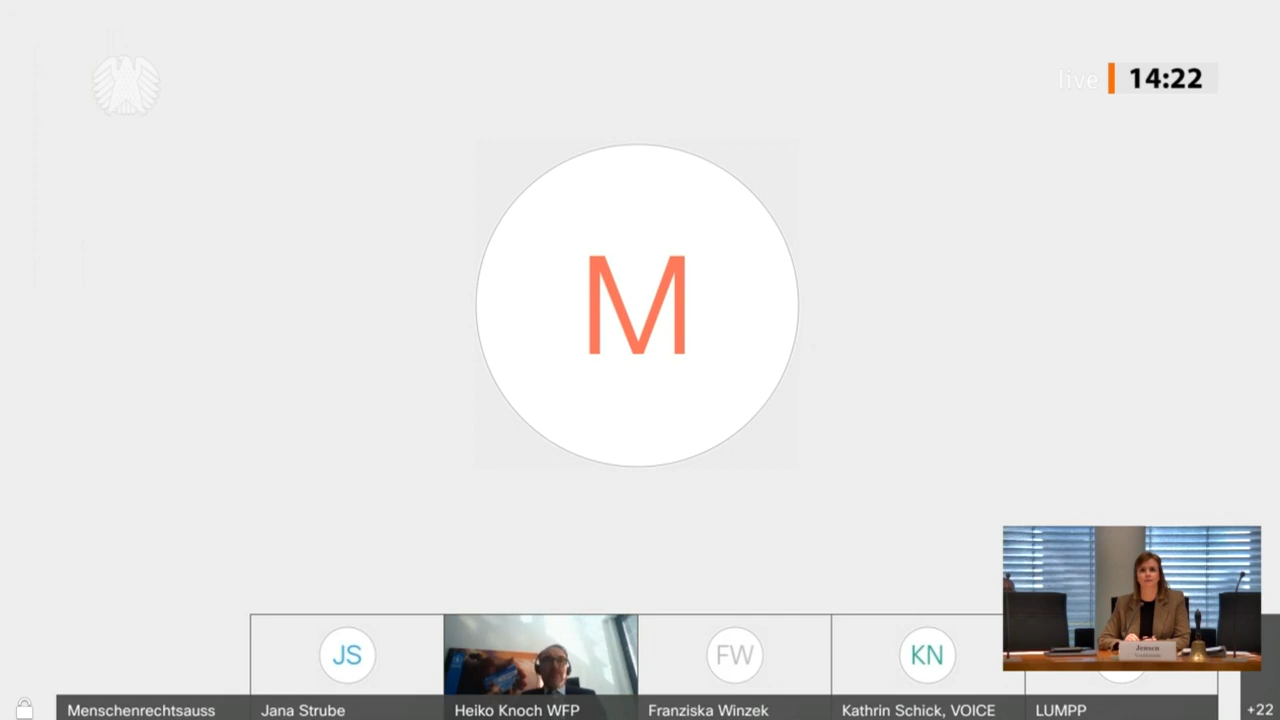 live
14:22
M
JS
FW
KN
Jensen
Menschenrechtsauss
Jana Strube
Heiko Knoch WFP
Franziska Winzek
Kathrin Schick, VOICE
LUMPP
+22